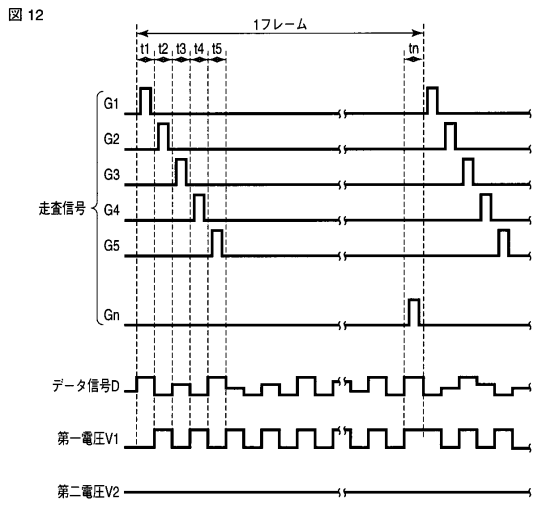 図 12
1フレーム
t1 t2 t3 t4 t5 tn
G1
G2
G3
走査信号 G4
G5
Gn
データ信号D
第一電圧V1
第二電圧V2